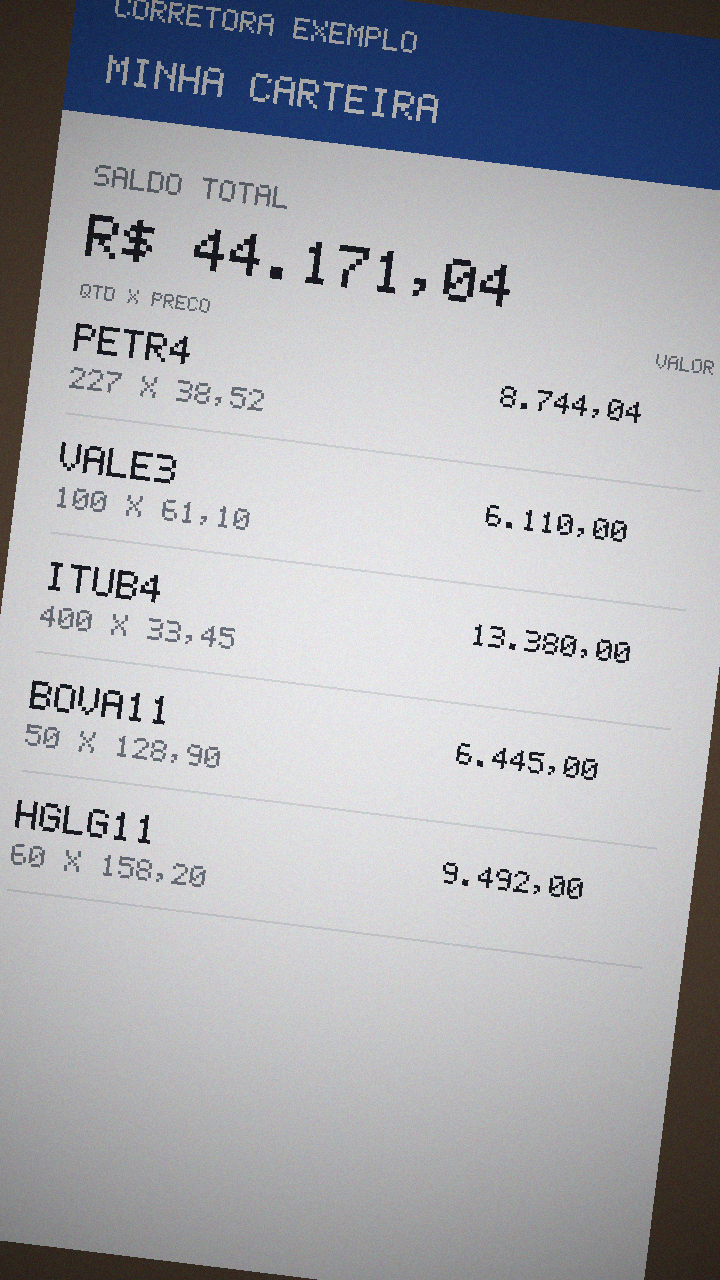 CORRETORA EXEMPLO
MINHA CARTEIRA
SALDO TOTAL
R$ 44.171,04
QTD X PRECO VALOR
PETR4
227 X 38,52 8.744,04
VALE3
100 X 61,10 6.110,00
ITUB4
400 X 33,45 13.380,00
BOVA11
50 X 128,90 6.445,00
HGLG11
60 X 158,20 9.492,00